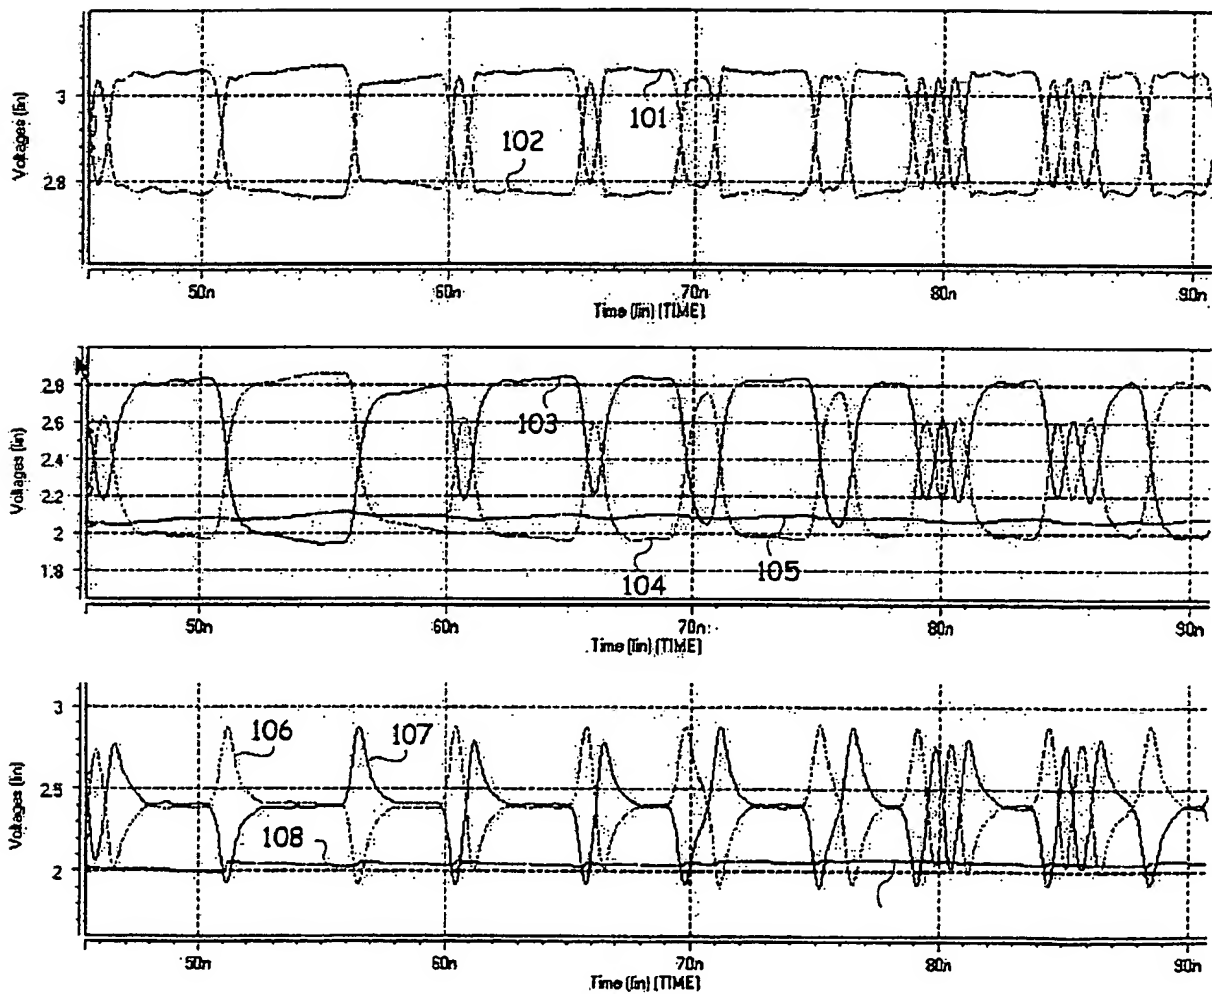 Voltages (lin)
3
2.8
101
102
50n 60n 70n 80n 90n
Time (lin) (TIME)
Voltages (lin)
2.8
2.6
2.4
2.2
2
1.8
103
104
105
50n 60n 70n 80n 90n
Time (lin) (TIME)
Voltages (lin)
3
2.5
2
106
107
108
50n 60n 70n 80n 90n
Time (lin) (TIME)